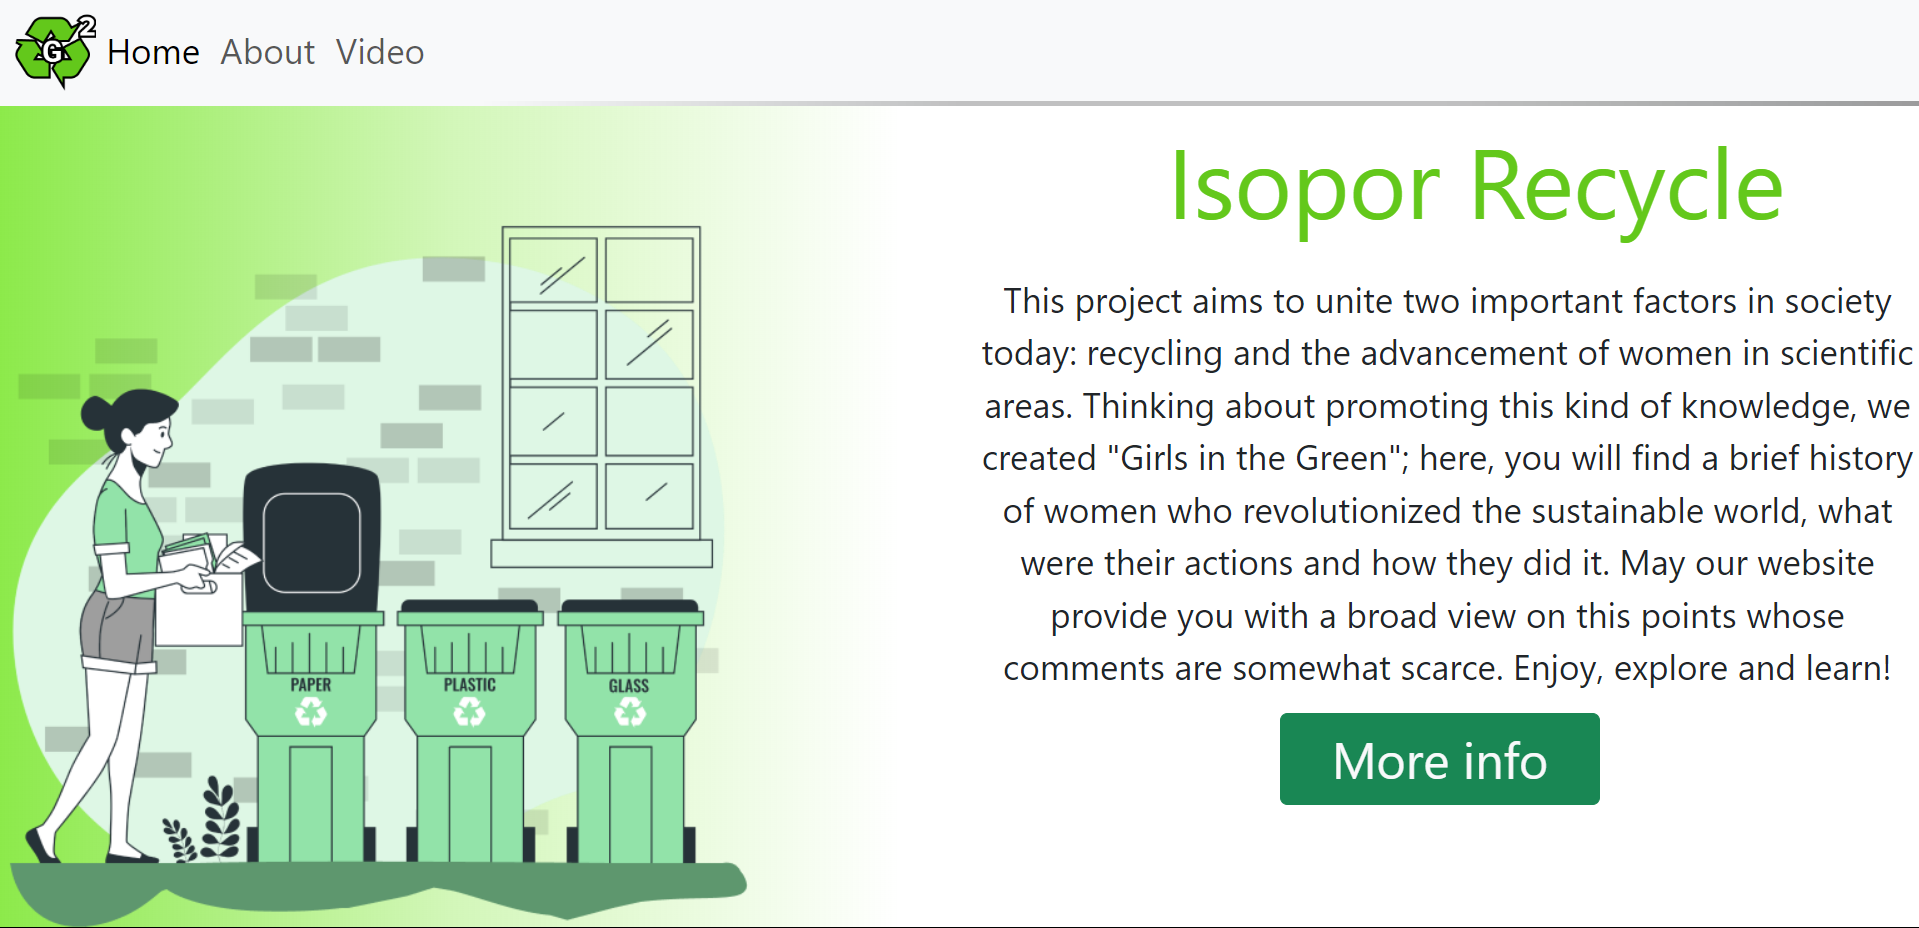 G 2
Home About Video
Isopor Recycle
This project aims to unite two important factors in society
today: recycling and the advancement of women in scientific
areas. Thinking about promoting this kind of knowledge, we
created "Girls in the Green"; here, you will find a brief history
of women who revolutionized the sustainable world, what
were their actions and how they did it. May our website
provide you with a broad view on this points whose
comments are somewhat scarce. Enjoy, explore and learn!
More info
PAPER
PLASTIC
GLASS